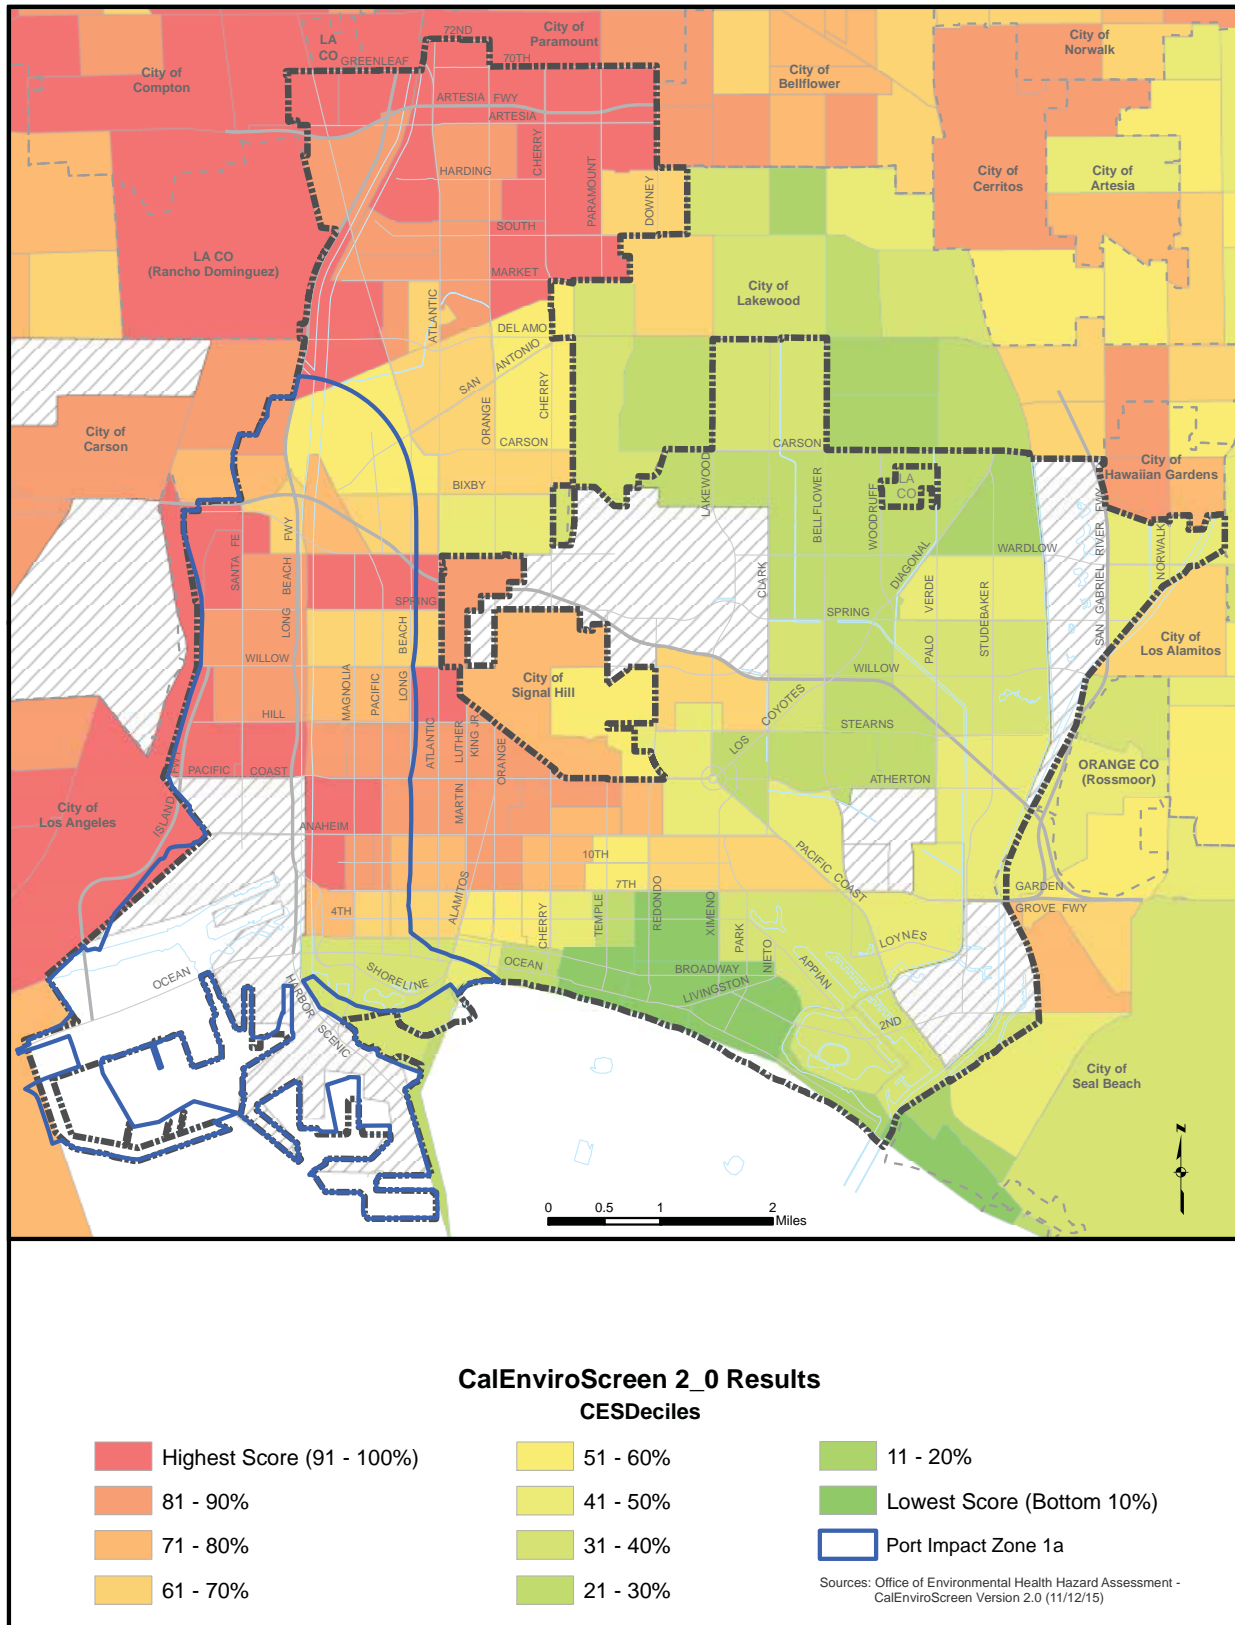 72ND
City of
Paramount
LA
CO
GREENLEAF
70TH
City of
Norwalk
City of
Compton
City of
Bellflower
ARTESIA FWY
ARTESIA
CHERRY
HARDING
PARAMOUNT
DOWNEY
City of
Cerritos
City of
Artesia
SOUTH
LA CO
(Rancho Dominguez)
MARKET
City of
Lakewood
ATLANTIC
DEL AMO
SAN ANTONIO
CHERRY
ORANGE
City of
Carson
CARSON
CARSON
LAKEWOOD
BELLFLOWER
WOODRUFF
LA
CO
City of
Hawaiian Gardens
BIXBY
SANTA FE
LONG BEACH FWY
WARDLOW
SAN GABRIEL RIVER FWY
NORWALK
CLARK
DIAGONAL
SPRING
SPRING
PALO VERDE
STUDEBAKER
LONG BEACH
City of
Los Alamitos
WILLOW
WILLOW
MAGNOLIA
PACIFIC
City of
Signal Hill
LOS COYOTES
HILL
ATLANTIC
MARTIN LUTHER KING JR
ORANGE
STEARNS
PACIFIC COAST
ATHERTON
ORANGE CO
(Rossmoor)
ISLAND FWY
City of
Los Angeles
ANAHEIM
10TH
PACIFIC COAST
7TH
GARDEN
GROVE FWY
4TH
ALAMITOS
CHERRY
TEMPLE
REDONDO
XIMENO
PARK
NIETO
LOYNES
OCEAN
SHORELINE
OCEAN
BROADWAY
LIVINGSTON
APPIAN
HARBOR SCENIC
2ND
City of
Seal Beach
Z
0 0.5 1 2
Miles
CalEnviroScreen 2_0 Results
CESDeciles
Highest Score (91 - 100%)
81 - 90%
71 - 80%
61 - 70%
51 - 60%
41 - 50%
31 - 40%
21 - 30%
11 - 20%
Lowest Score (Bottom 10%)
Port Impact Zone 1a
Sources: Office of Environmental Health Hazard Assessment -
CalEnviroScreen Version 2.0 (11/12/15)